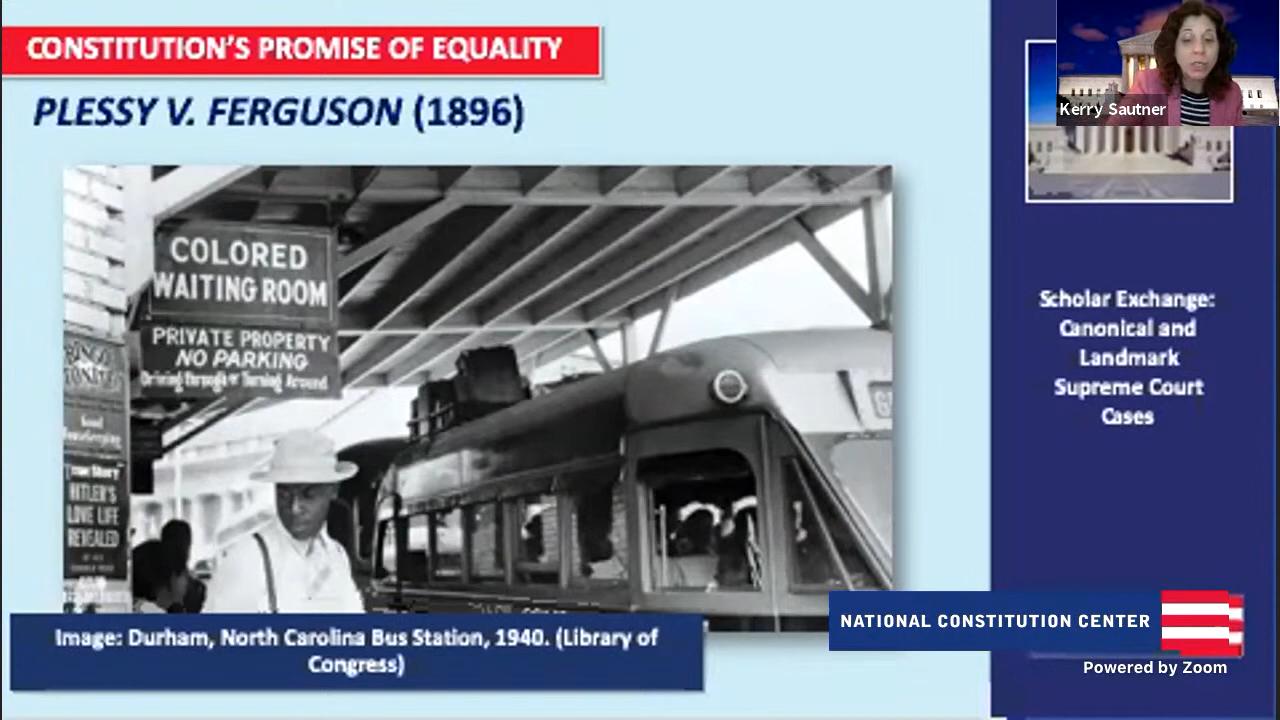 CONSTITUTION'S PROMISE OF EQUALITY
PLESSY V. FERGUSON (1896)
COLORED
WAITING ROOM
PRIVATE PROPERTY
NO PARKING
Driving through or Turning Around
HITLER'S
LOVE LIFE
REVEALED
Image: Durham, North Carolina Bus Station, 1940. (Library of
Congress)
Kerry Sautner
Scholar Exchange:
Canonical and
Landmark
Supreme Court
Cases
NATIONAL CONSTITUTION CENTER
Powered by Zoom